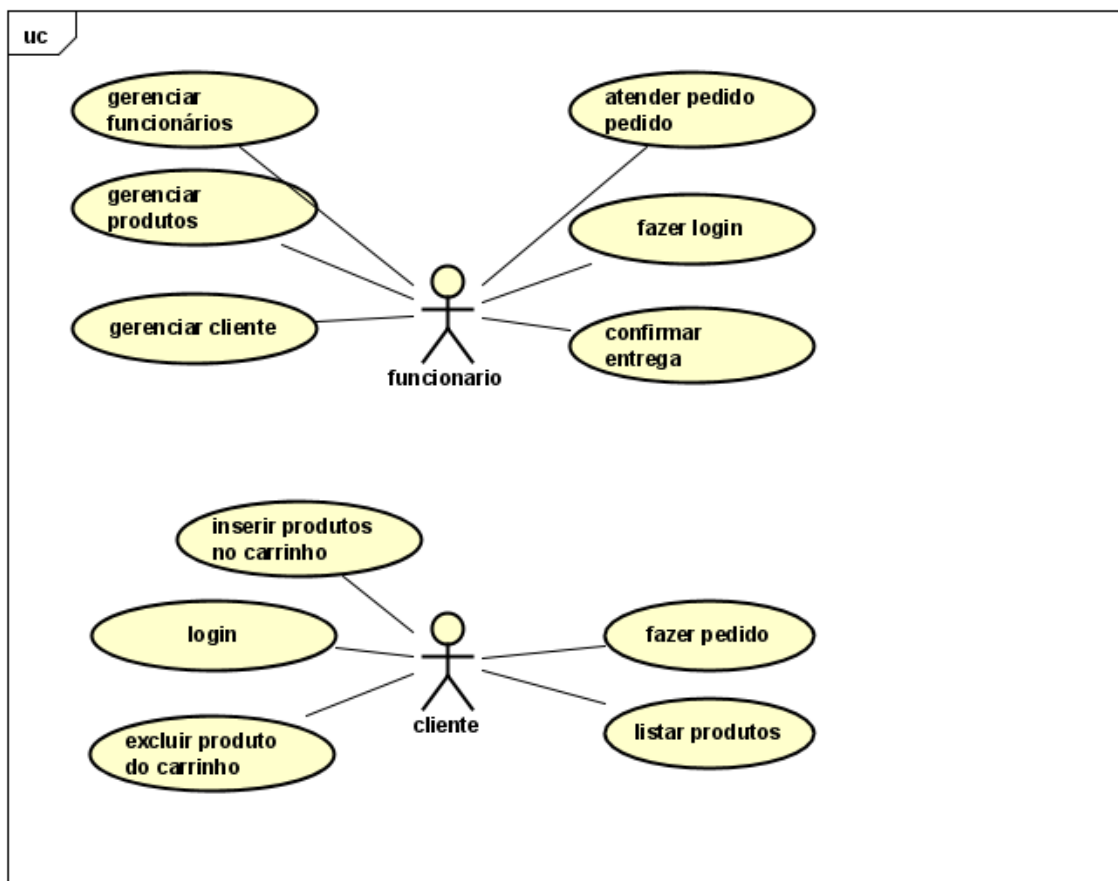 uc
gerenciar
funcionários
atender pedido
pedido
gerenciar
produtos
fazer login
gerenciar cliente
confirmar
entrega
funcionario
inserir produtos
no carrinho
login
fazer pedido
cliente
excluir produto
do carrinho
listar produtos